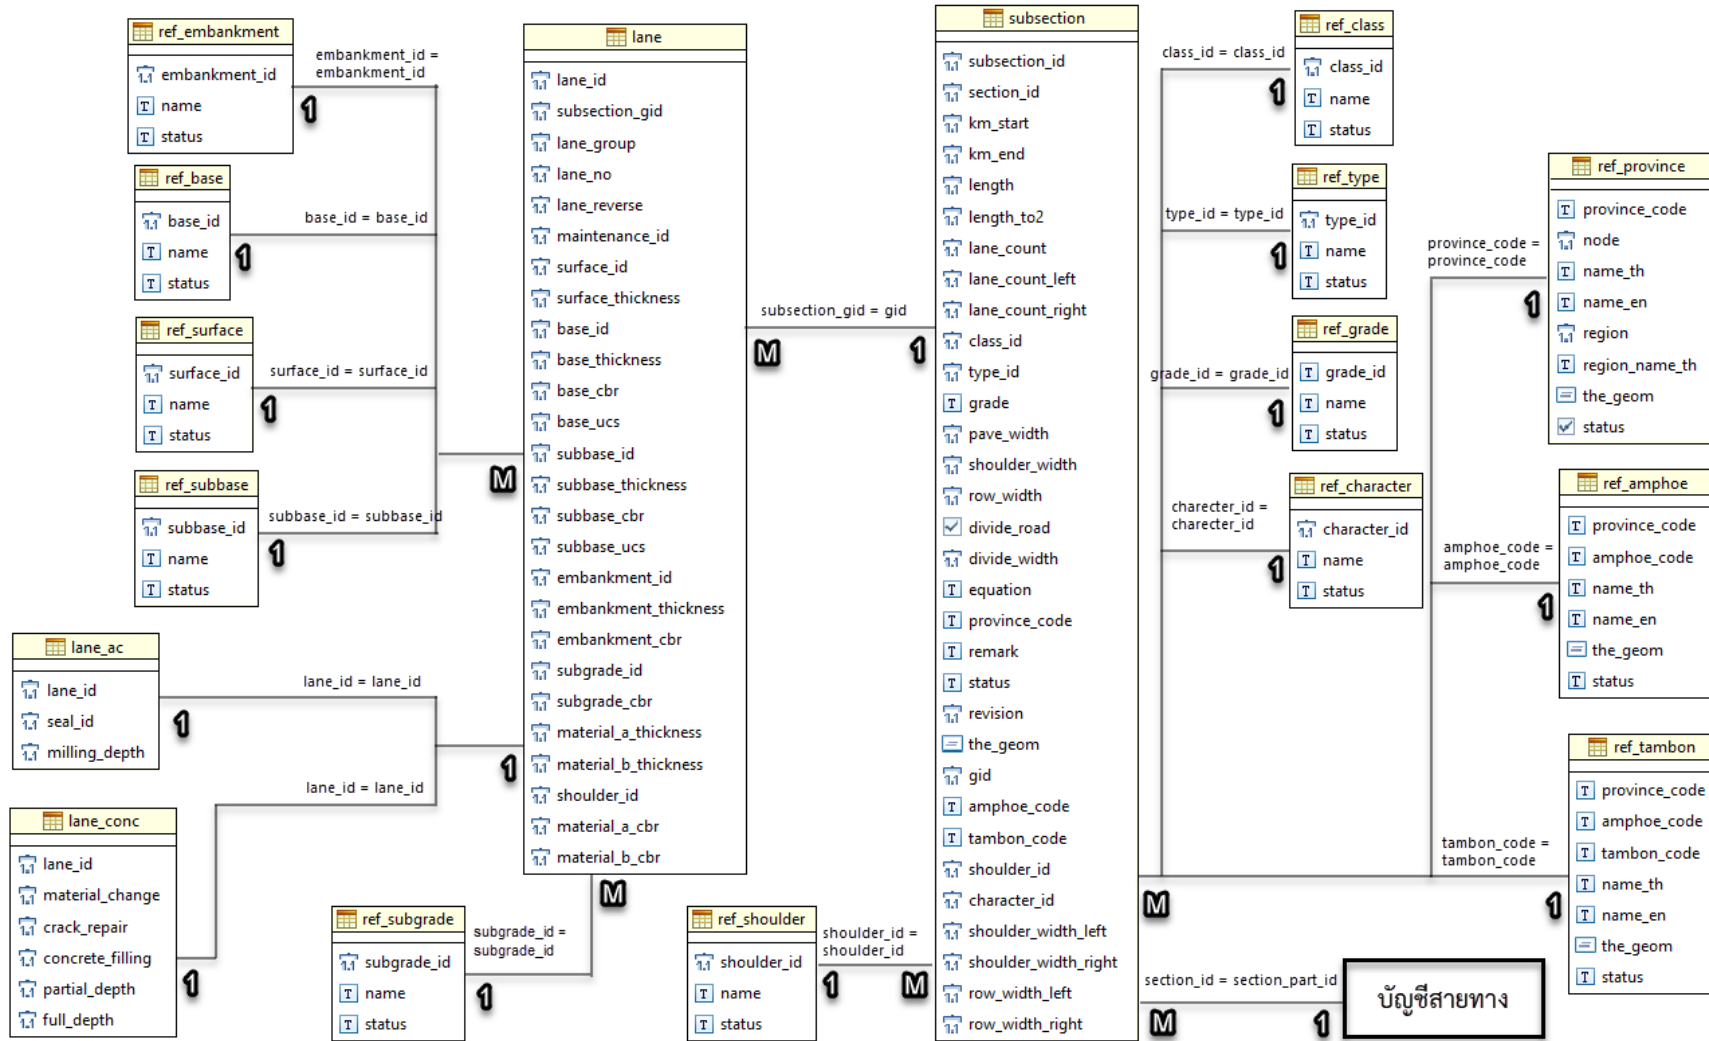 ref_embankment
embankment_id
name
status
embankment_id =
embankment_id
1
ref_base
base_id
name
status
base_id = base_id
1
ref_surface
surface_id
name
status
surface_id = surface_id
1
ref_subbase
subbase_id
name
status
subbase_id = subbase_id
1
M
lane_ac
lane_id
seal_id
milling_depth
lane_id = lane_id
1
1
lane_conc
lane_id
material_change
crack_repair
concrete_filling
partial_depth
full_depth
lane_id = lane_id
1
lane
lane_id
subsection_gid
lane_group
lane_no
lane_reverse
maintenance_id
surface_id
surface_thickness
base_id
base_thickness
base_cbr
base_ucs
subbase_id
subbase_thickness
subbase_cbr
subbase_ucs
embankment_id
embankment_thickness
embankment_cbr
subgrade_id
subgrade_cbr
material_a_thickness
material_b_thickness
shoulder_id
material_a_cbr
material_b_cbr
M
ref_subgrade
subgrade_id
name
status
subgrade_id =
subgrade_id
1
subsection_gid = gid
M
1
ref_shoulder
shoulder_id
name
status
shoulder_id =
shoulder_id
1
M
subsection
subsection_id
section_id
km_start
km_end
length
length_to2
lane_count
lane_count_left
lane_count_right
class_id
type_id
grade
pave_width
shoulder_width
row_width
divide_road
divide_width
equation
province_code
remark
status
revision
the_geom
gid
amphoe_code
tambon_code
shoulder_id
character_id
shoulder_width_left
shoulder_width_right
row_width_left
row_width_right
class_id = class_id
1
ref_class
class_id
name
status
type_id = type_id
1
ref_type
type_id
name
status
grade_id = grade_id
1
ref_grade
grade_id
name
status
charecter_id =
charecter_id
1
ref_character
character_id
name
status
M
province_code =
province_code
1
ref_province
province_code
node
name_th
name_en
region
region_name_th
the_geom
status
amphoe_code =
amphoe_code
1
ref_amphoe
province_code
amphoe_code
name_th
name_en
the_geom
status
tambon_code =
tambon_code
1
ref_tambon
province_code
amphoe_code
tambon_code
name_th
name_en
the_geom
status
section_id = section_part_id
M
1
บัญชีสายทาง